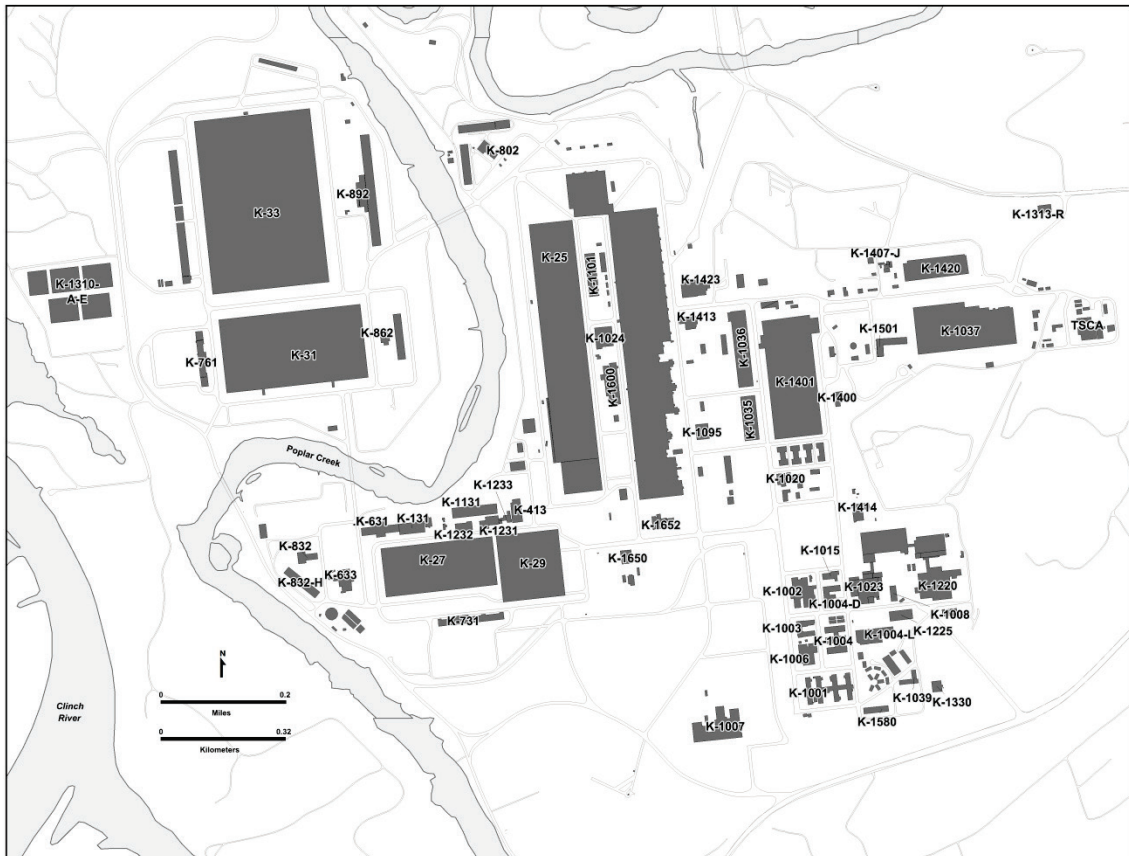 K-802
K-892
K-33
K-1313-R
K-25
K-1101
K-1407-J
K-1420
K-1310-
A-E
K-1423
K-1413
K-1036
K-1501
K-1037
TSCA
K-862
K-1024
K-761
K-31
K-1600
K-1401
K-1400
K-1035
K-1095
Poplar Creek
K-1020
K-1233
K-1131
K-413
K-631
K-131
K-1232
K-1231
K-1652
K-1414
K-832
K-27
K-29
K-1650
K-1015
K-832-H
K-633
K-1002
K-1023
K-1220
K-1004-D
K-731
K-1003
K-1008
K-1004
K-1004-L
K-1225
K-1006
N
K-1001
K-1039
K-1330
0 0.2
Miles
Clinch
River
K-1007
K-1580
0 0.32
Kilometers